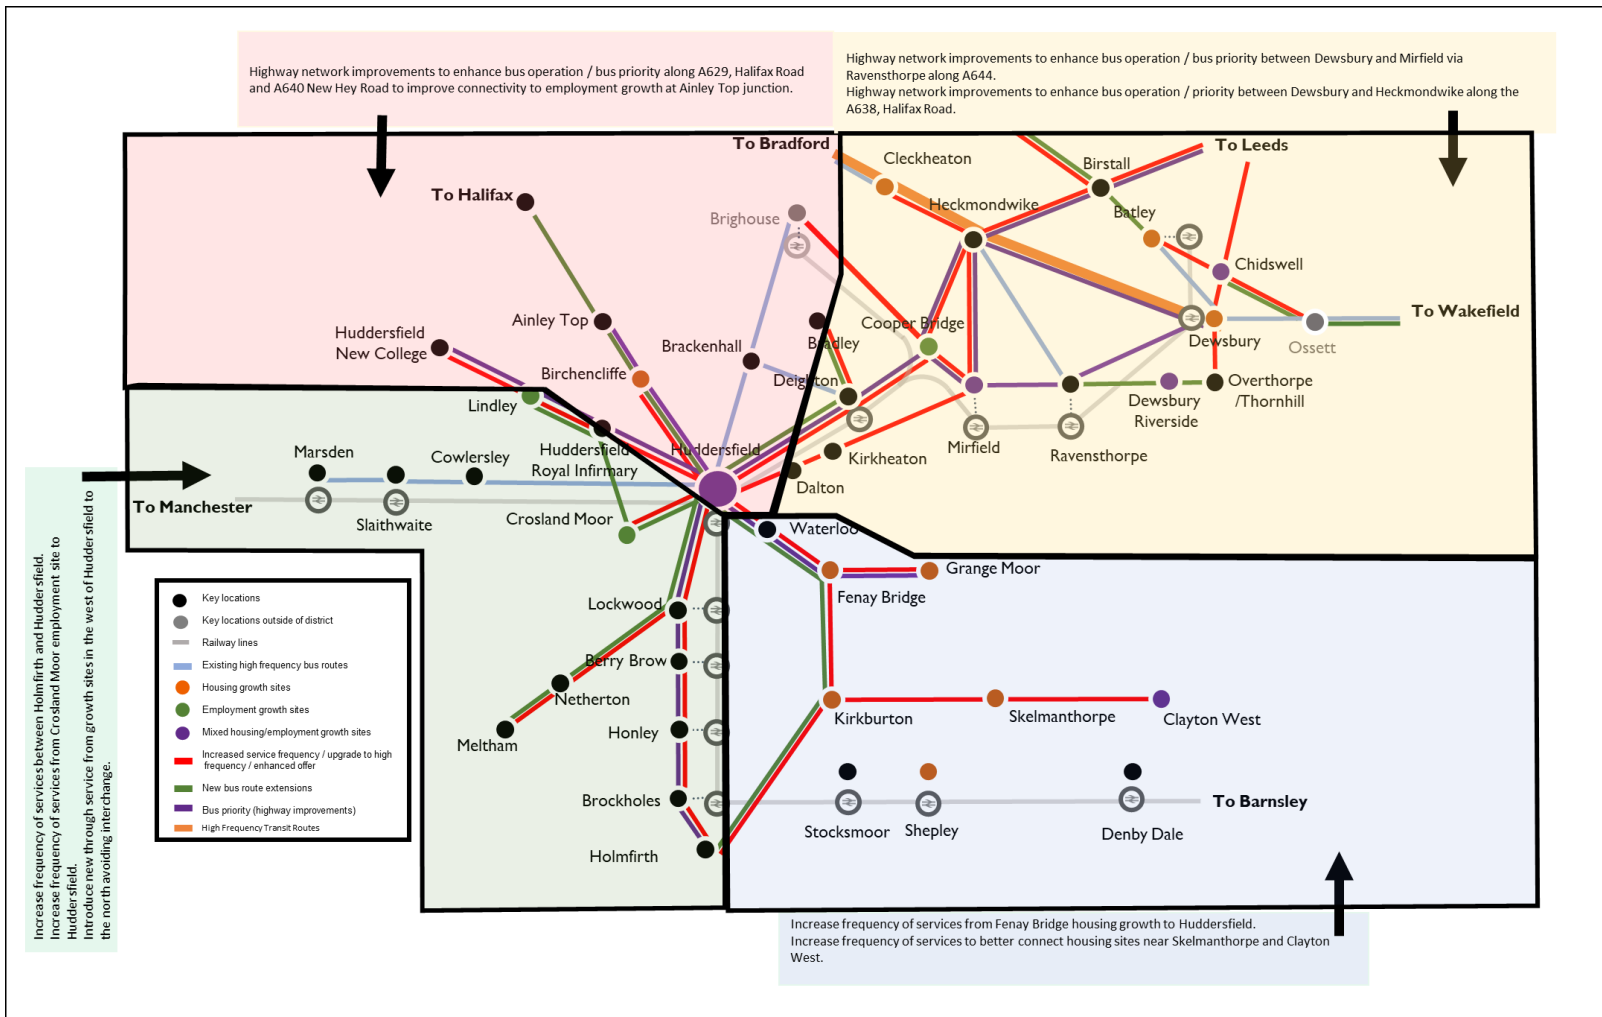 Highway network improvements to enhance bus operation / bus priority along A629, Halifax Road
and A640 New Hey Road to improve connectivity to employment growth at Ainley Top junction.
Highway network improvements to enhance bus operation / bus priority between Dewsbury and Mirfield via
Ravensthorpe along A644.
Highway network improvements to enhance bus operation / priority between Dewsbury and Heckmondwike along the
A638, Halifax Road.
To Bradford
To Leeds
Cleckheaton
Birstall
To Halifax
Heckmondwike
Batley
Brighouse
Chidswell
Ainley Top
Huddersfield
New College
Cooper Bridge
To Wakefield
Bradley
Brackenhall
Dewsbury
Ossett
Birchencliffe
Deighton
Overthorpe
/Thornhill
Dewsbury
Riverside
Lindley
Huddersfield
Royal Infirmary
Huddersfield
Mirfield
Ravensthorpe
Kirkheaton
Dalton
Marsden
Cowlersley
To Manchester
Slaithwaite
Crosland Moor
Waterloo
Grange Moor
Fenay Bridge
Lockwood
Berry Brow
Netherton
Meltham
Honley
Kirkburton
Skelmanthorpe
Clayton West
Brockholes
To Barnsley
Stocksmoor
Shepley
Denby Dale
Holmfirth
Key locations
Key locations outside of district
Railway lines
Existing high frequency bus routes
Housing growth sites
Employment growth sites
Mixed housing/employment growth sites
Increased service frequency / upgrade to high
frequency / enhanced offer
New bus route extensions
Bus priority (highway improvements)
High Frequency Transit Routes
Increase frequency of services between Holmfirth and Huddersfield.
Increase frequency of services from Crosland Moor employment site to
Huddersfield.
Introduce new through service from growth sites in the west of Huddersfield to
the north avoiding interchange.
Increase frequency of services from Fenay Bridge housing growth to Huddersfield.
Increase frequency of services to better connect housing sites near Skelmanthorpe and Clayton
West.